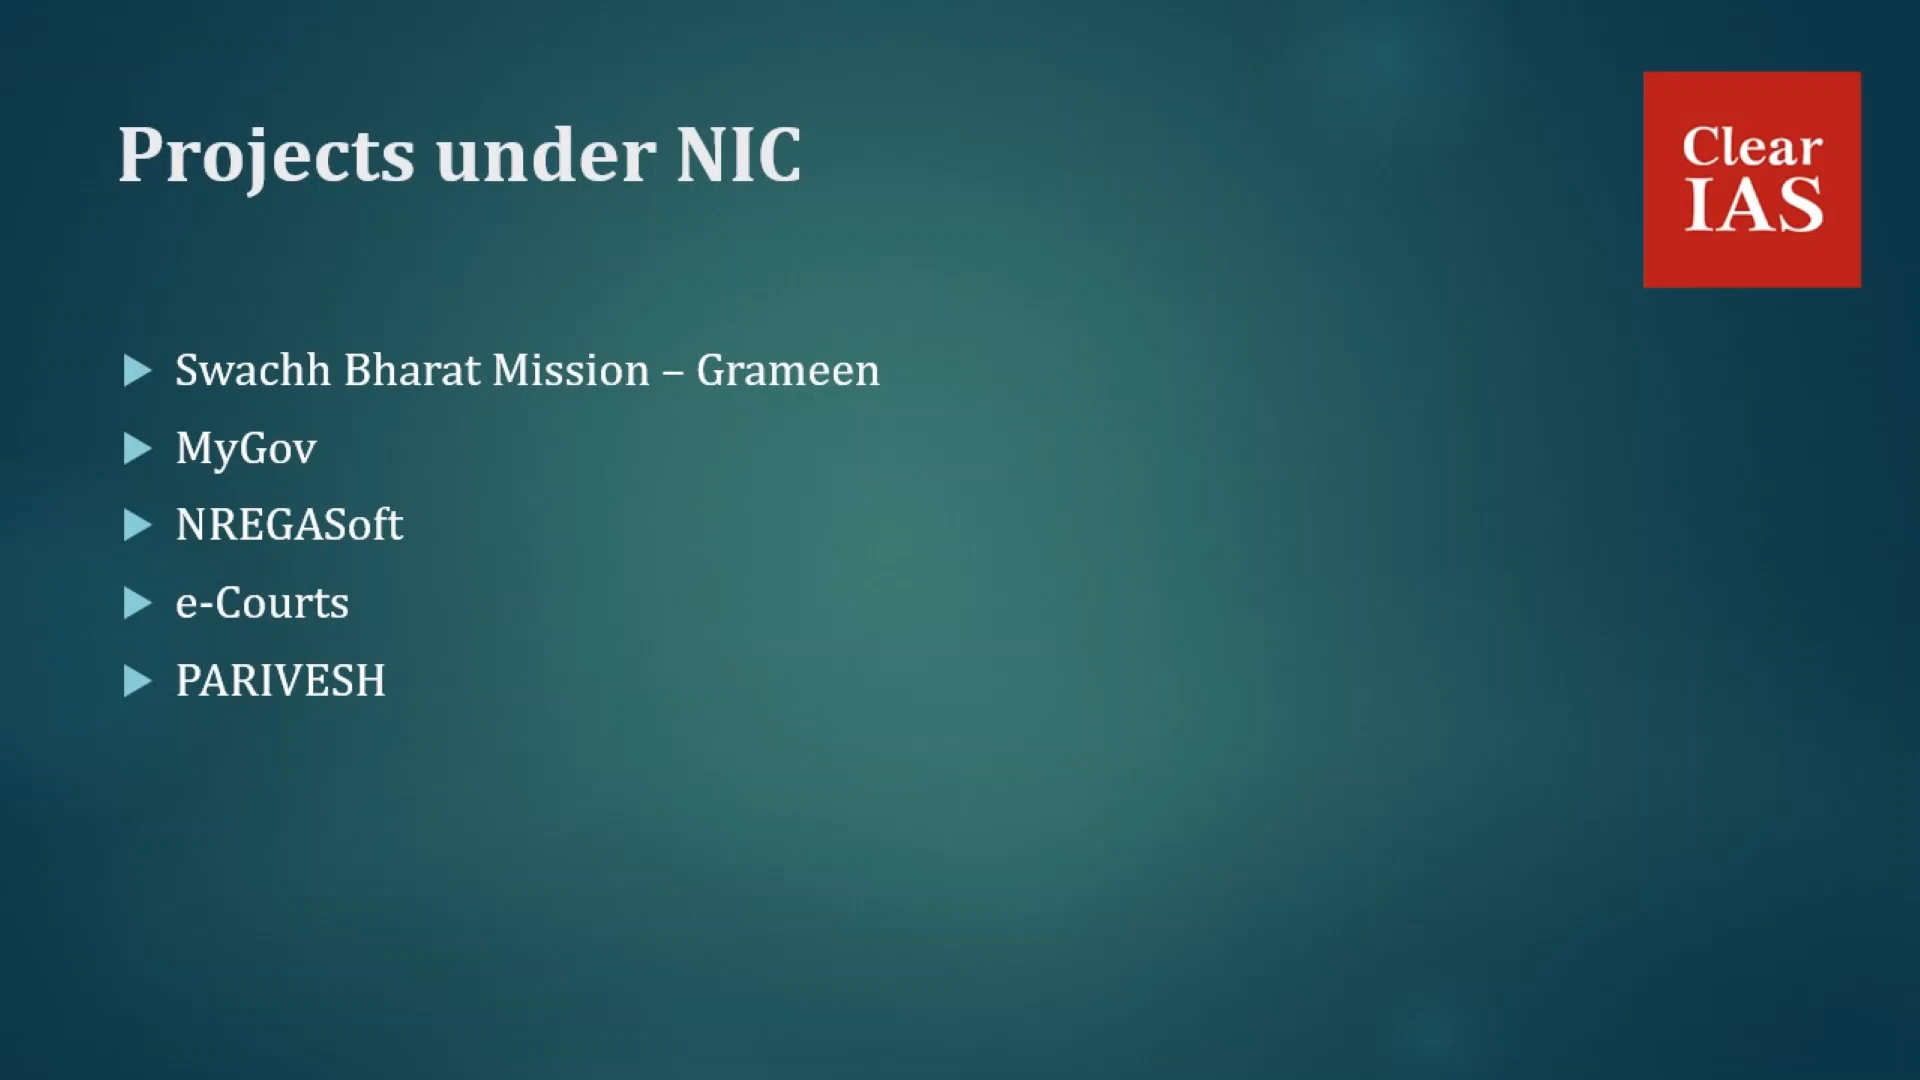 Projects under NIC
Clear
IAS
Swachh Bharat Mission – Grameen
MyGov
NREGASoft
e-Courts
PARIVESH